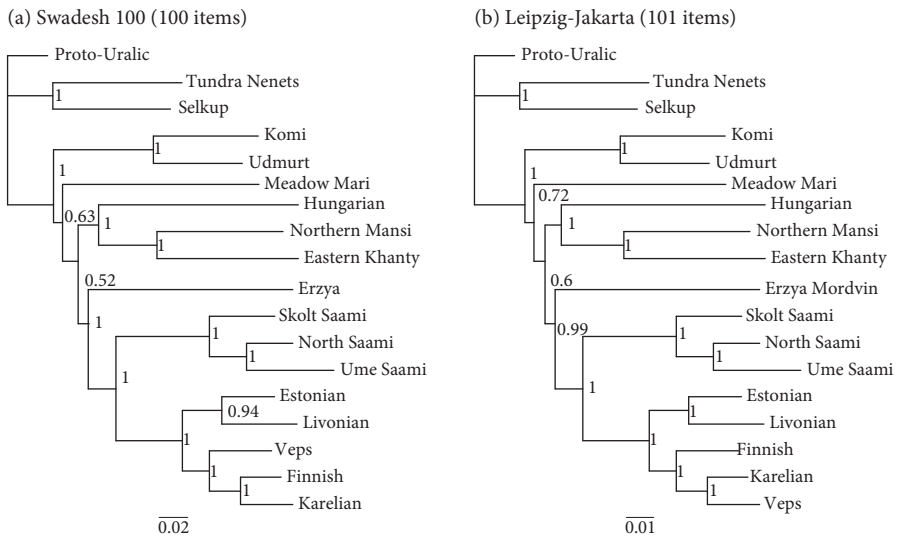 (a) Swadesh 100 (100 items)
Proto-Uralic
Tundra Nenets
1
Selkup
Komi
1
Udmurt
1
Meadow Mari
Hungarian
0.63
1
Northern Mansi
1
Eastern Khanty
0.52
Erzya
1
Skolt Saami
1
North Saami
1
Ume Saami
1
Estonian
0.94
Livonian
1
Veps
1
Finnish
1
Karelian
0.02
(b) Leipzig-Jakarta (101 items)
Proto-Uralic
Tundra Nenets
1
Selkup
Komi
1
Udmurt
1
Meadow Mari
0.72
Hungarian
1
Northern Mansi
1
Eastern Khanty
0.6
Erzya Mordvin
0.99
Skolt Saami
1
North Saami
1
Ume Saami
1
Estonian
1
Livonian
1
Finnish
1
Karelian
1
Veps
0.01